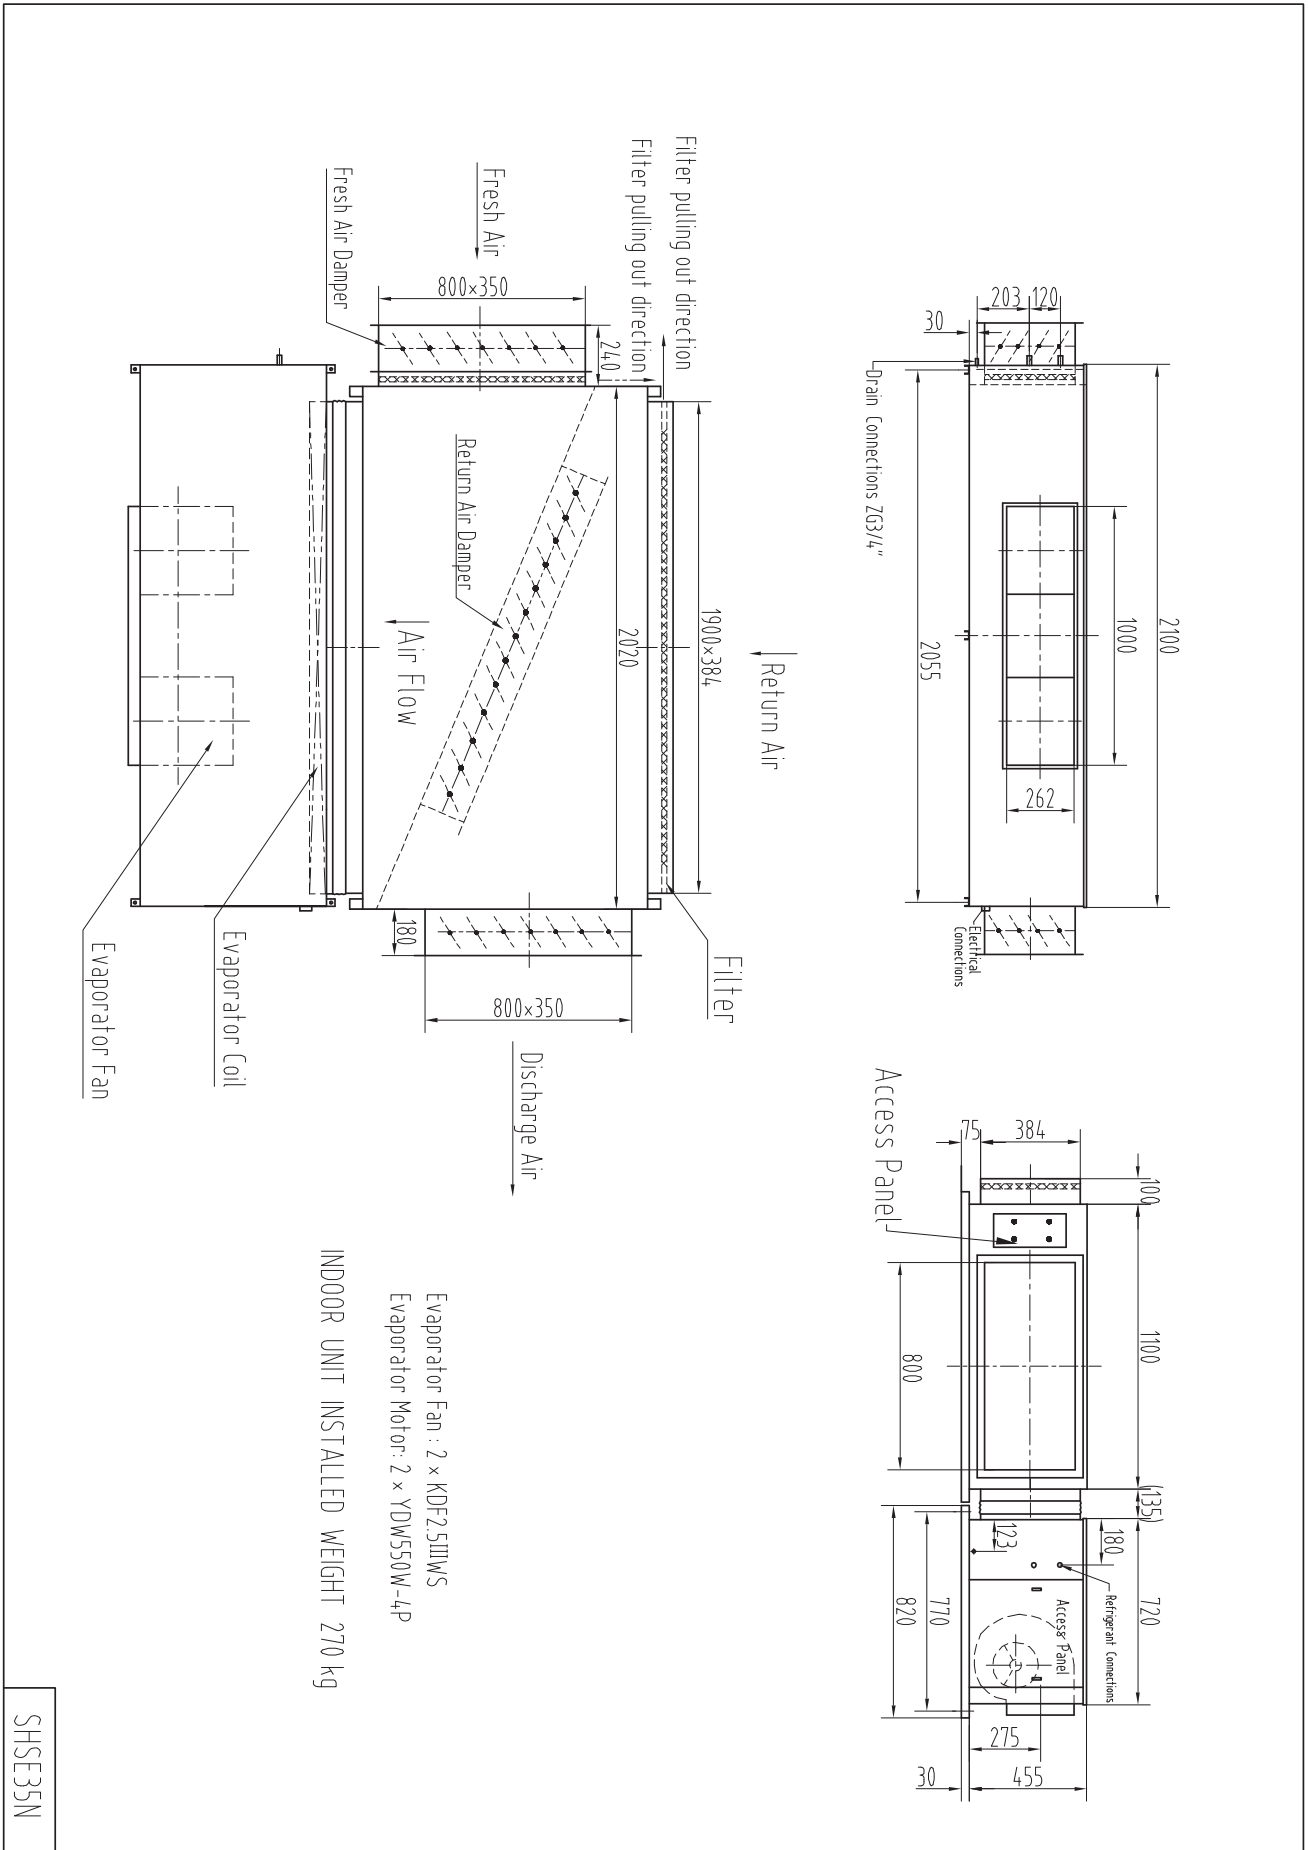 203
120
30
Drain Connections ZG3/4"
2100
2055
1000
262
Electrical
Connections
Access Panel
75
384
100
1100
800
(135)
123
180
720
Refrigerant Connections
Access Panel
770
820
275
455
30
Filter pulling out direction
Filter pulling out direction
Fresh Air
Fresh Air Damper
800×350
240
Return Air Damper
Air Flow
2020
1900×384
Return Air
180
Filter
800×350
Discharge Air
Evaporator Coil
Evaporator Fan
Evaporator Fan : 2 × KDF2.5IIIWS
Evaporator Motor: 2 × YDW550W-4P
INDOOR UNIT INSTALLED WEIGHT 270 kg
SHSE35N